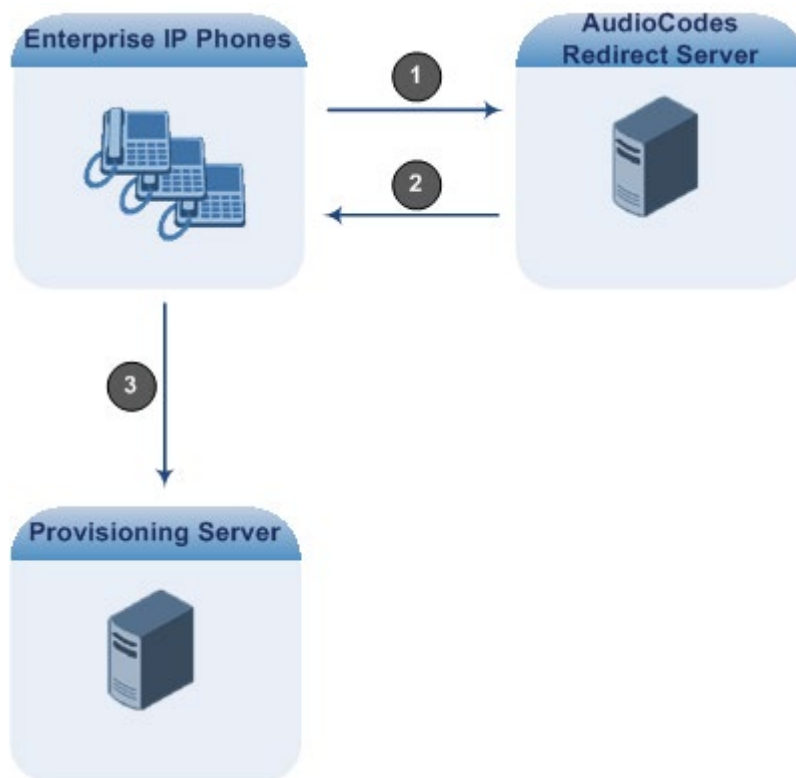 Enterprise IP Phones
AudioCodes
Redirect Server
1
2
3
Provisioning Server